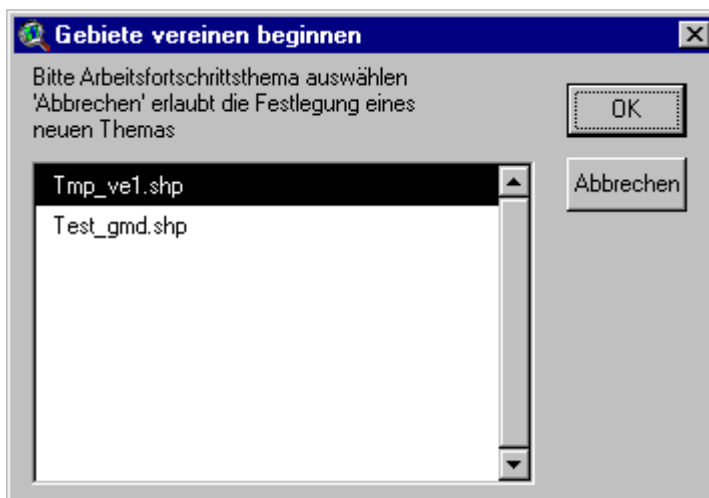 Gebiete vereinen beginnen
Bitte Arbeitsfortschrittsthema auswählen
'Abbrechen' erlaubt die Festlegung eines
neuen Themas
OK
Abbrechen
Tmp_ve1.shp
Test_gmd.shp